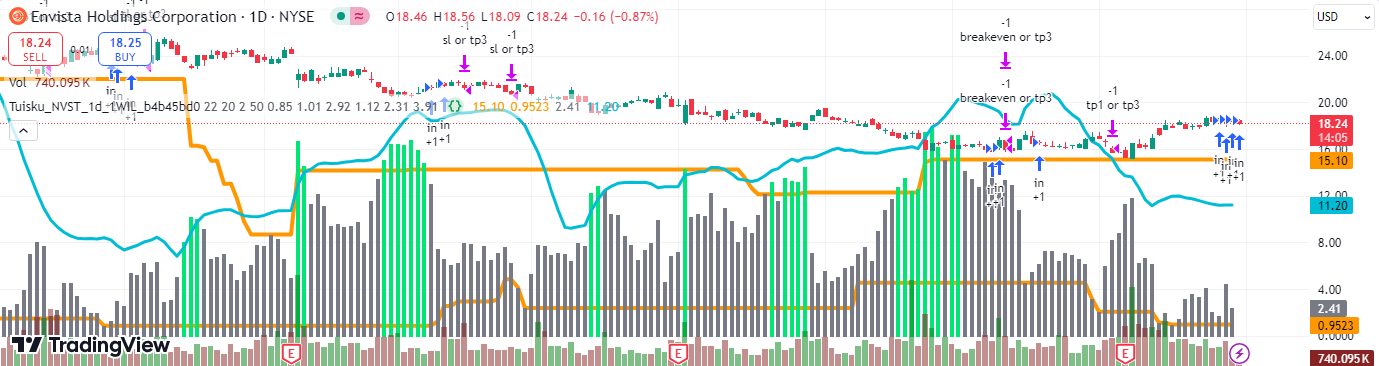 Envista Holdings Corporation · 1D · NYSE
O18.46 H18.56 L18.09 C18.24 −0.16 (−0.87%)
USD
18.24
SELL
0.01
18.25
BUY
Vol 740.095 K
Tuisku_NVST_1d_1WIL_b4b45bd0 22 20 2 50 0.85 1.01 2.92 1.12 2.31 3.91 15.10 0.9523 2.41 11.20
-1
sl or tp3
-1
sl or tp3
-1
breakeven or tp3
-1
breakeven or tp3
-1
tp1 or tp3
in
+1
in
+1
in
+1
in
+1
in
+1
in
+1
24.00
20.00
18.24
14:05
16.00
15.10
12.00
11.20
8.00
4.00
2.41
0.9523
0.0000
740.095 K
TradingView
E
E
E